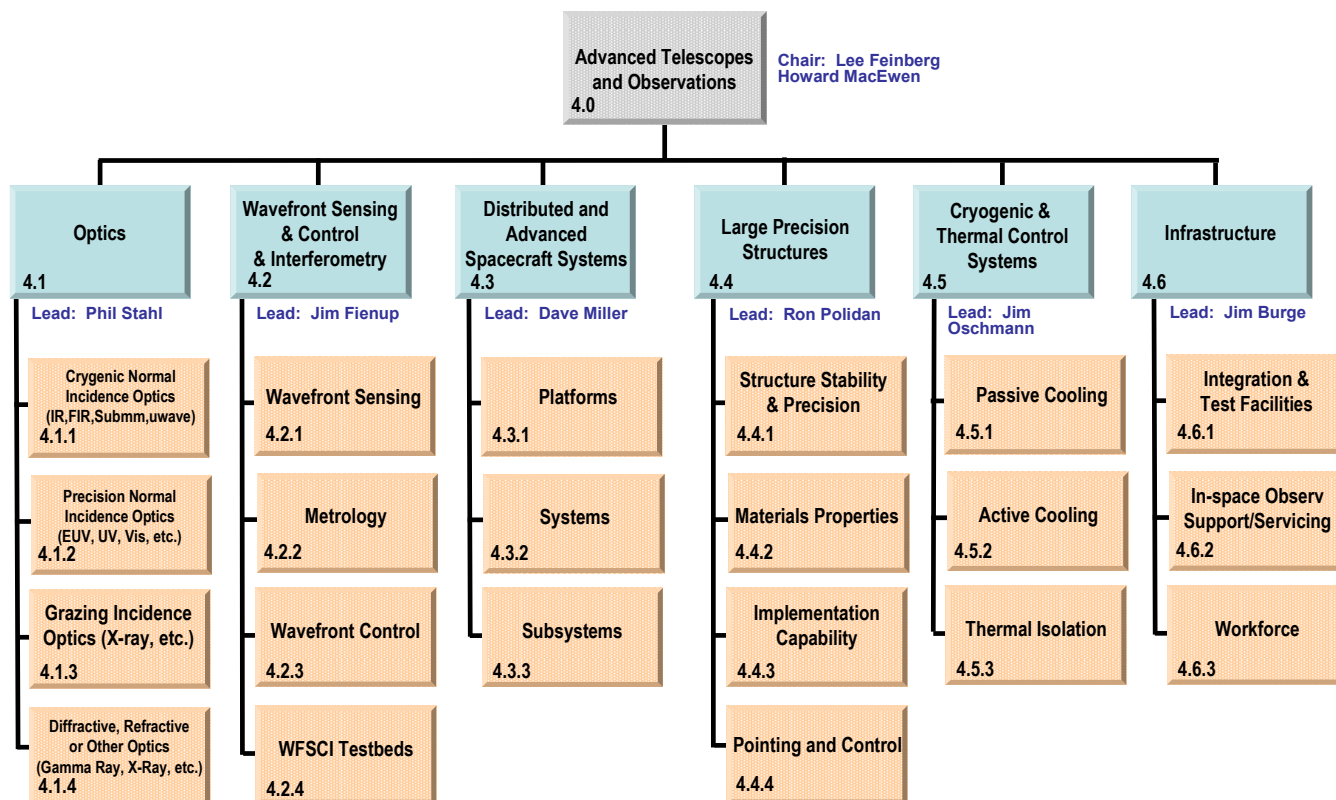 Advanced Telescopes
and Observations
4.0
Chair: Lee Feinberg
Howard MacEwen
Optics
4.1
Lead: Phil Stahl
Crygenic Normal
Incidence Optics
(IR,FIR,Submm,uwave)
4.1.1
Precision Normal
Incidence Optics
(EUV, UV, Vis, etc.)
4.1.2
Grazing Incidence
Optics (X-ray, etc.)
4.1.3
Diffractive, Refractive
or Other Optics
(Gamma Ray, X-Ray, etc.)
4.1.4
Wavefront Sensing
& Control
& Interferometry
4.2
Lead: Jim Fienup
Wavefront Sensing
4.2.1
Metrology
4.2.2
Wavefront Control
4.2.3
WFSCI Testbeds
4.2.4
Distributed and
Advanced
Spacecraft Systems
4.3
Lead: Dave Miller
Platforms
4.3.1
Systems
4.3.2
Subsystems
4.3.3
Large Precision
Structures
4.4
Lead: Ron Polidan
Structure Stability
& Precision
4.4.1
Materials Properties
4.4.2
Implementation
Capability
4.4.3
Pointing and Control
4.4.4
Cryogenic &
Thermal Control
Systems
4.5
Lead: Jim
Oschmann
Passive Cooling
4.5.1
Active Cooling
4.5.2
Thermal Isolation
4.5.3
Infrastructure
4.6
Lead: Jim Burge
Integration &
Test Facilities
4.6.1
In-space Observ
Support/Servicing
4.6.2
Workforce
4.6.3